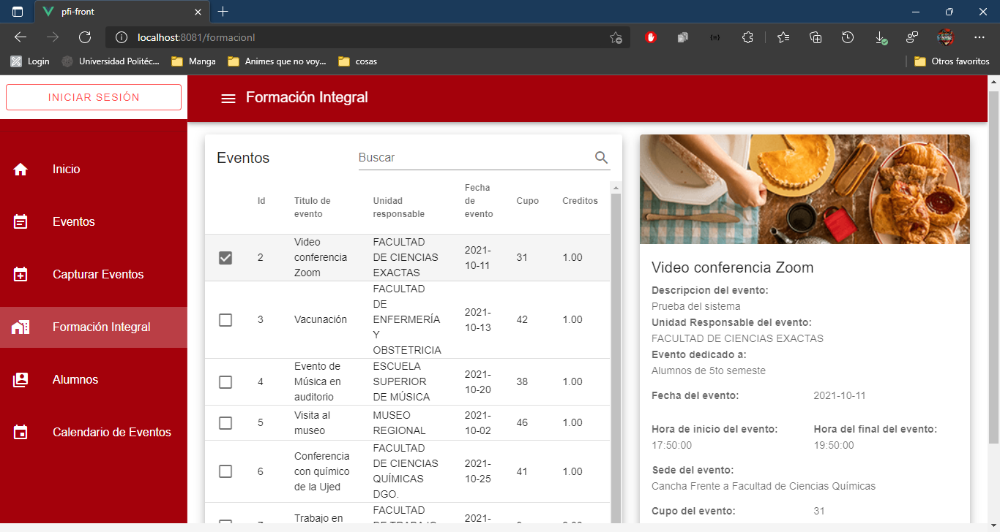 pfi-front
localhost:8081/formacionI
Login
Universidad Politéc...
Manga
Animes que no voy...
cosas
Otros favoritos
INICIAR SESIÓN
Formación Integral
Inicio
Eventos
Capturar Eventos
Formación Integral
Alumnos
Calendario de Eventos
Eventos
Buscar
Id
Titulo de
evento
Unidad
responsable
Fecha
de
evento
Cupo
Creditos
2
Video
conferencia
Zoom
FACULTAD
DE CIENCIAS
EXACTAS
2021-
10-11
31
1.00
3
Vacunación
FACULTAD
DE
ENFERMERÍA
Y
OBSTETRICIA
2021-
10-13
42
1.00
4
Evento de
Música en
auditorio
ESCUELA
SUPERIOR
DE MÚSICA
2021-
10-20
38
1.00
5
Visita al
museo
MUSEO
REGIONAL
2021-
10-02
46
1.00
6
Conferencia
con químico
de la Ujed
FACULTAD
DE CIENCIAS
QUÍMICAS
DGO.
2021-
10-25
41
1.00
Trabajo en
FACULTAD
DE TRABAJO
2021-
Video conferencia Zoom
Descripcion del evento:
Prueba del sistema
Unidad Responsable del evento:
FACULTAD DE CIENCIAS EXACTAS
Evento dedicado a:
Alumnos de 5to semeste
Fecha del evento: 2021-10-11
Hora de inicio del evento: Hora del final del evento:
17:50:00 19:50:00
Sede del evento:
Cancha Frente a Facultad de Ciencias Químicas
Cupo del evento: 31